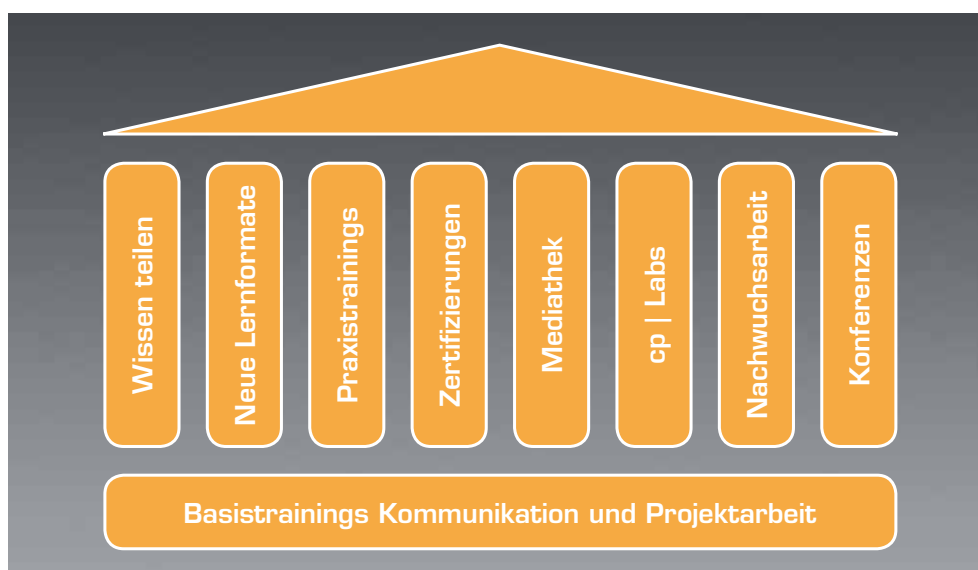 Wissen teilen
Neue Lernformate
Praxistrainings
Zertifizierungen
Mediathek
cp | Labs
Nachwuchsarbeit
Konferenzen
Basistrainings Kommunikation und Projektarbeit